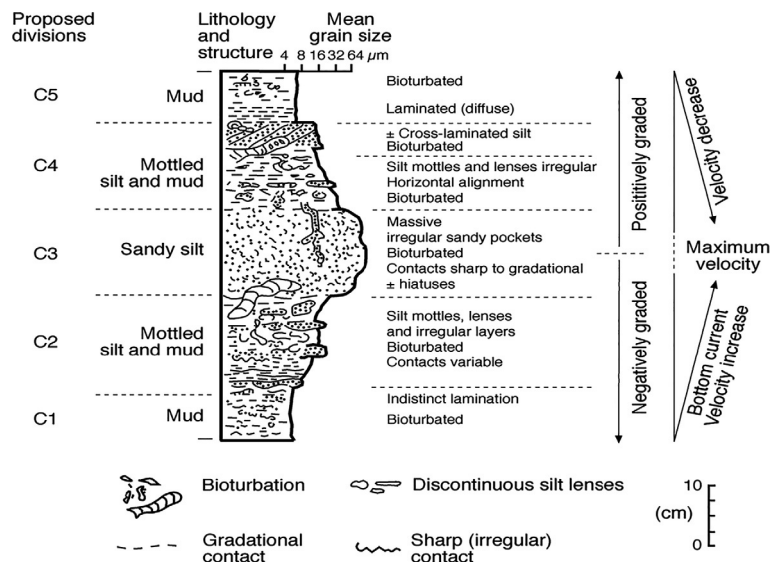 Proposed divisions
Lithology and structure
Mean grain size
4 8 16 32 64 μm
C5
Mud
Bioturbated
Laminated (diffuse)
C4
Mottled silt and mud
± Cross-laminated silt
Bioturbated
Silt mottles and lenses irregular
Horizontal alignment
Bioturbated
C3
Sandy silt
Massive
irregular sandy pockets
Bioturbated
Contacts sharp to gradational
± hiatuses
C2
Mottled silt and mud
Silt mottles, lenses
and irregular layers
Bioturbated
Contacts variable
C1
Mud
Indistinct lamination
Bioturbated
Posititively graded
Negatively graded
Velocity decrease
Maximum velocity
Bottom current
Velocity increase
Bioturbation
Discontinuous silt lenses
Gradational contact
Sharp (irregular) contact
10
(cm)
0